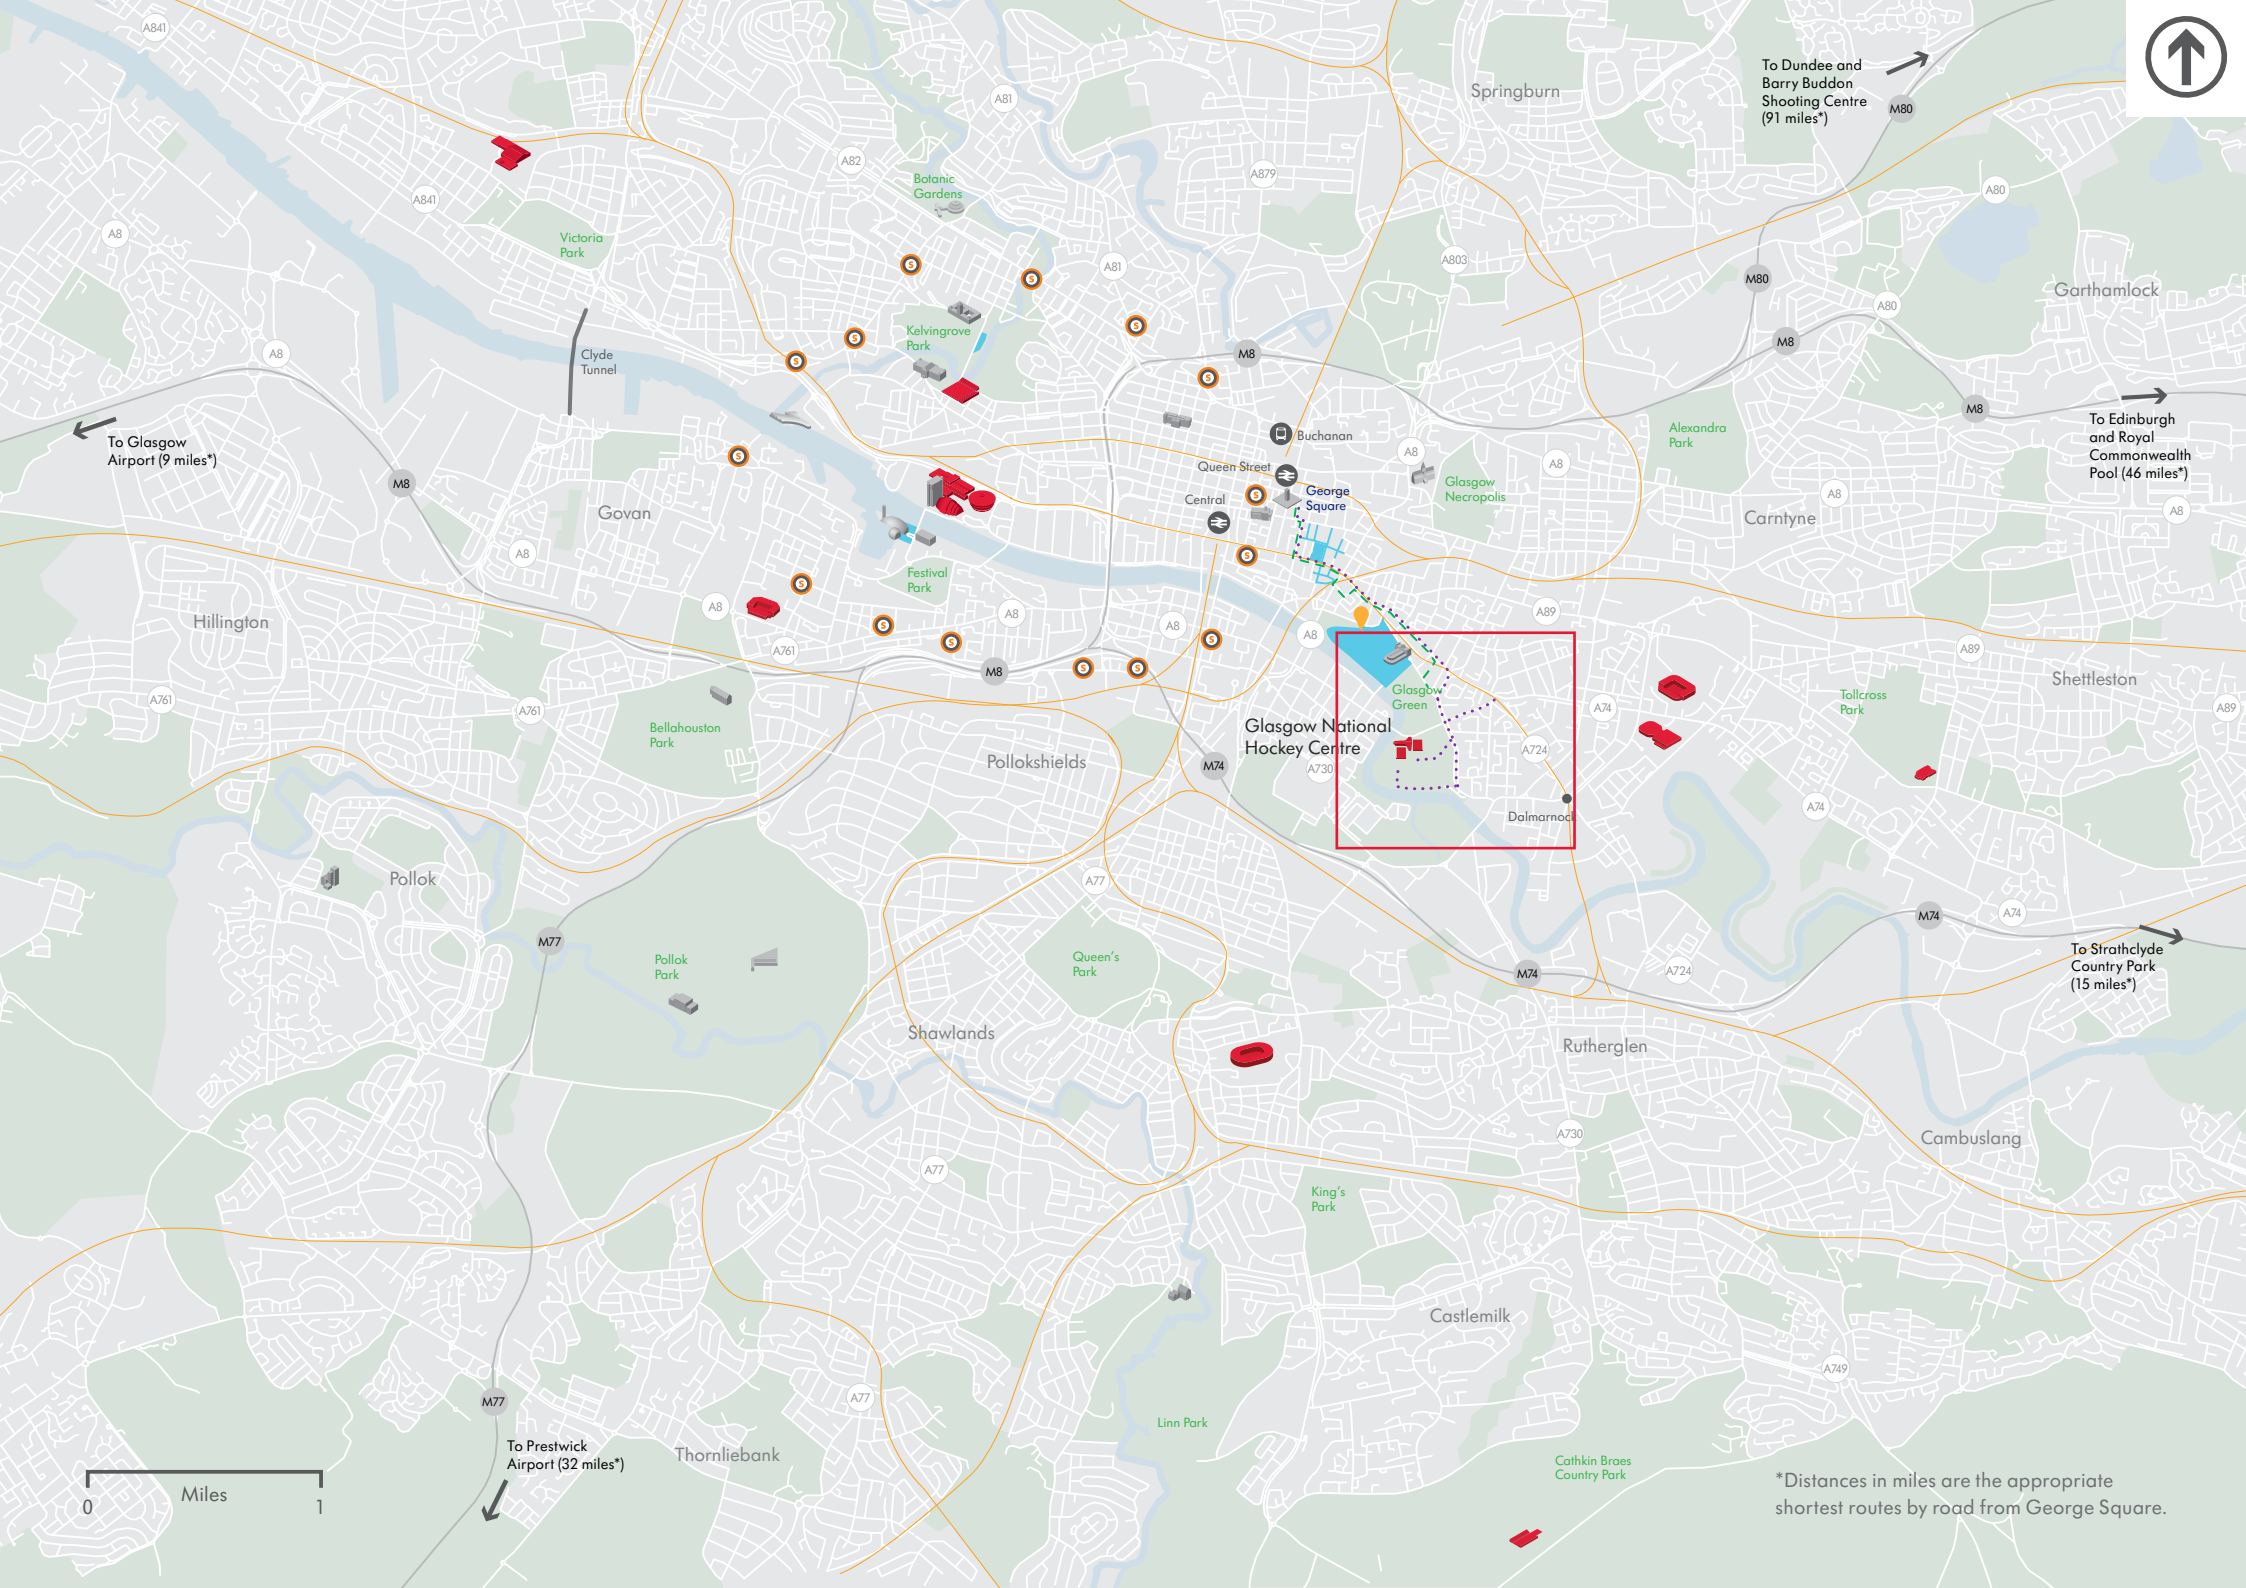 A841
To Dundee and
Barry Buddon
Shooting Centre
(91 miles*)
M80
Springburn
A81
A82
A879
Botanic
Gardens
A841
A80
A8
Victoria
Park
A803
A81
M80
Garthamlock
A80
Kelvingrove
Park
S
S
S
S
S
S
Clyde
Tunnel
A8
M8
M8
M8
To Edinburgh
and Royal
Commonwealth
Pool (46 miles*)
To Glasgow
Airport (9 miles*)
Alexandra
Park
Buchanan
A8
A8
S
Queen Street
M8
Glasgow
Necropolis
Central
S
George
Square
A8
Carntyne
A8
Govan
A8
S
Festival
Park
S
A8
A8
A8
A8
A89
Hillington
S
S
S
A761
M8
S
S
A89
Shettleston
Glasgow
Green
A761
A761
A74
Tollcross
Park
A89
Bellahouston
Park
Glasgow National
Hockey Centre
A730
A724
Pollokshields
M74
Dalmarnock
A74
Pollok
A77
M77
M74
A74
To Strathclyde
Country Park
(15 miles*)
Pollok
Park
Queen's
Park
M74
A724
Shawlands
Rutherglen
A730
Cambuslang
A77
King's
Park
Castlemilk
A749
M77
A77
Linn Park
To Prestwick
Airport (32 miles*)
Thornliebank
Cathkin Braes
Country Park
*Distances in miles are the appropriate
shortest routes by road from George Square.
Miles
0
1